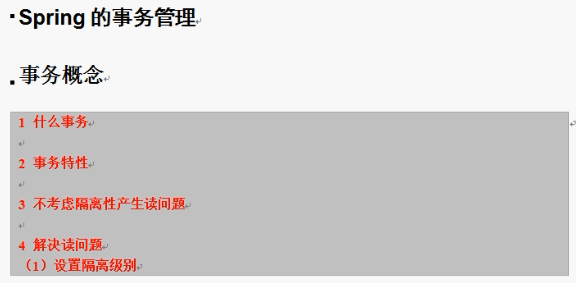 Spring 的事务管理
事务概念
1 什么事务
2 事务特性
3 不考虑隔离性产生读问题
4 解决读问题
（1）设置隔离级别